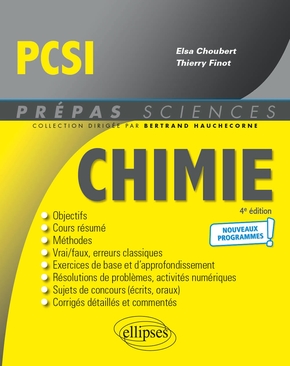 PCSI
Elsa Choubert
Thierry Finot
PRÉPAS SCIENCES
COLLECTION DIRIGÉE PAR BERTRAND HAUCHECORNE
CHIMIE
4e édition
NOUVEAUX
PROGRAMMES !
• Objectifs
• Cours résumé
• Méthodes
• Vrai/faux, erreurs classiques
• Exercices de base et d'approfondissement
• Résolutions de problèmes, activités numériques
• Sujets de concours (écrits, oraux)
• Corrigés détaillés et commentés
ellipses